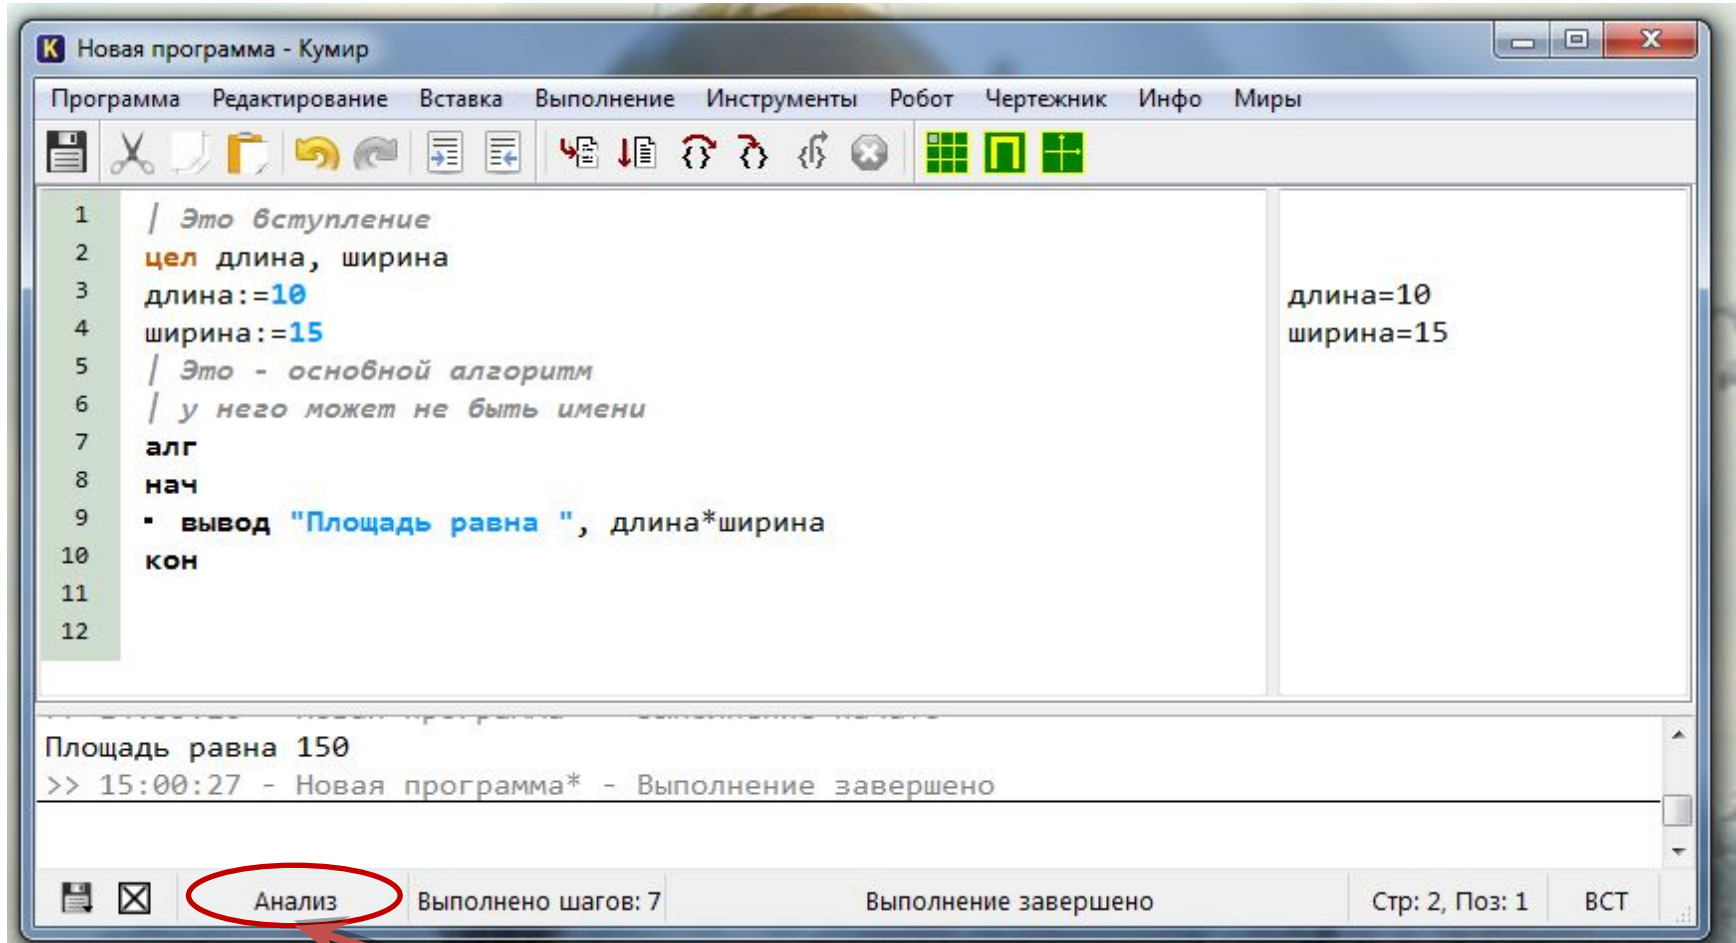 Новая программа - Кумир
Программа Редактирование Вставка Выполнение Инструменты Робот Чертежник Инфо Миры
1 | Это вступление
2 цел длина, ширина
3 длина:=10 длина=10
4 ширина:=15 ширина=15
5 | Это - основной алгоритм
6 | у него может не быть имени
7 алг
8 нач
9 вывод "Площадь равна ", длина*ширина
10 кон
11
12
Площадь равна 150
>> 15:00:27 - Новая программа* - Выполнение завершено
Анализ Выполнено шагов: 7 Выполнение завершено Стр: 2, Поз: 1 ВСТ